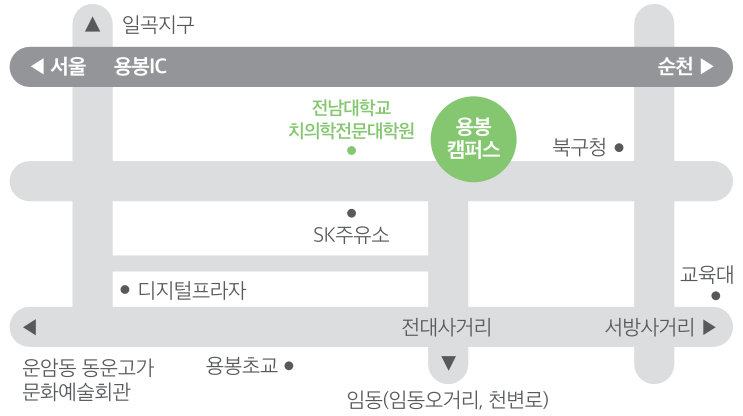 ▲ 일곡지구
◀ 서울 용봉IC 순천 ▶
전남대학교
치의학전문대학원
용봉
캠퍼스
북구청
SK주유소
교육대
디지털프라자
◀ 전대사거리 서방사거리 ▶
운암동 동운고가
문화예술회관
용봉초교
▼
임동(임동오거리, 천변로)